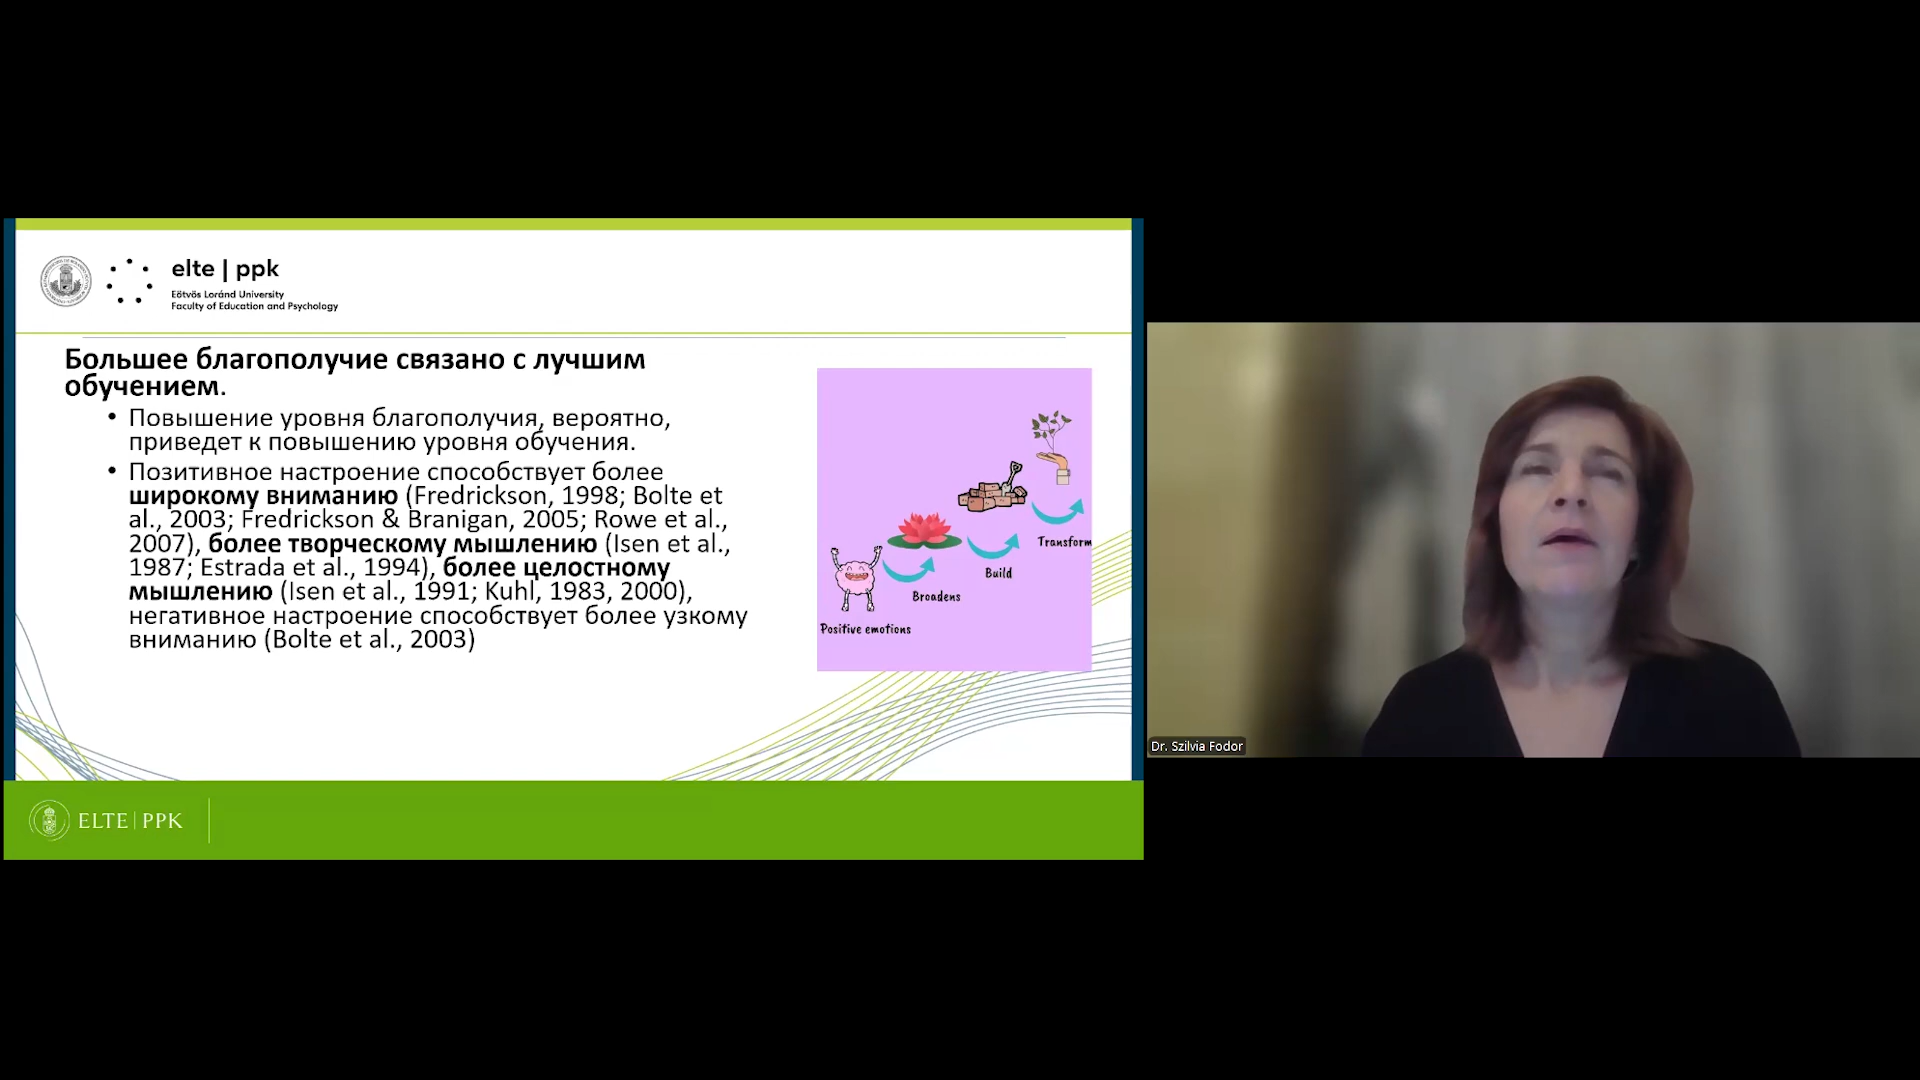 elte | ppk
Eötvös Loránd University
Faculty of Education and Psychology
Большее благополучие связано с лучшим
обучением.
• Повышение уровня благополучия, вероятно,
приведет к повышению уровня обучения.
• Позитивное настроение способствует более
широкому вниманию (Fredrickson, 1998; Bolte et
al., 2003; Fredrickson & Branigan, 2005; Rowe et al.,
2007), более творческому мышлению (Isen et al.,
1987; Estrada et al., 1994), более целостному
мышлению (Isen et al., 1991; Kuhl, 1983, 2000),
негативное настроение способствует более узкому
вниманию (Bolte et al., 2003)
Transform
Build
Broadens
Positive emotions
Dr. Szilvia Fodor
ELTE | PPK